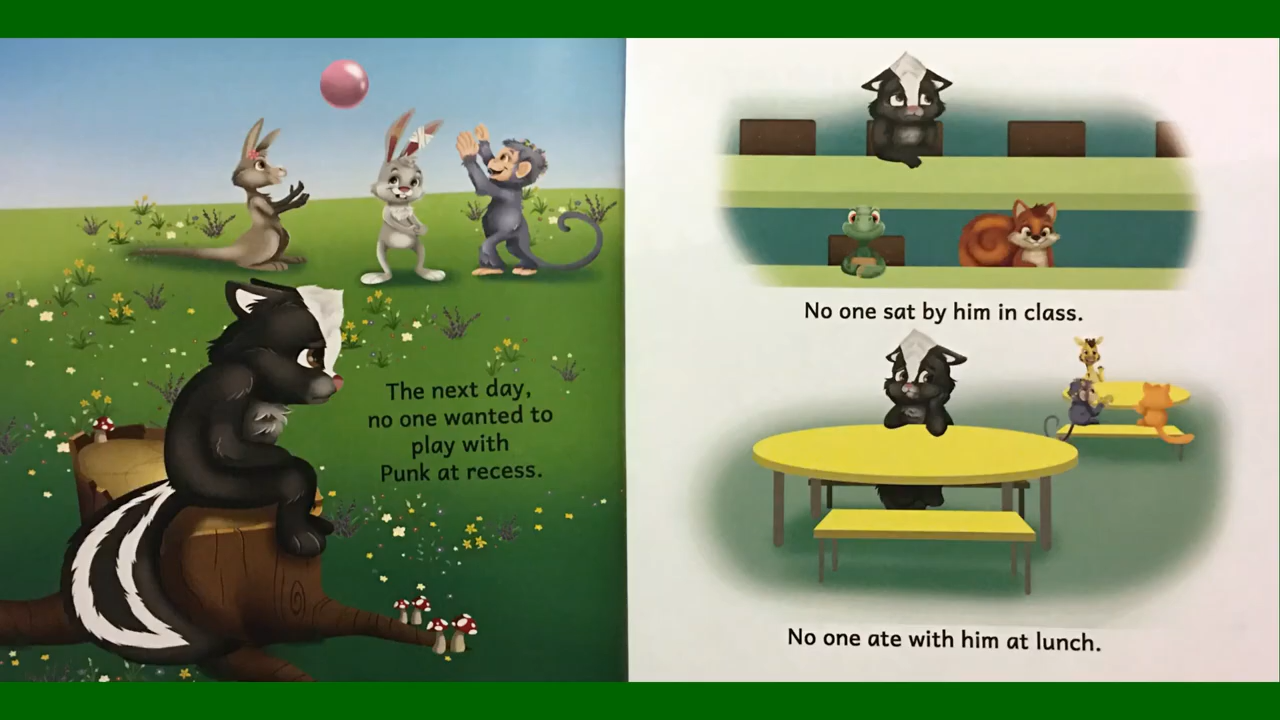 The next day,
no one wanted to
play with
Punk at recess.
No one sat by him in class.
No one ate with him at lunch.